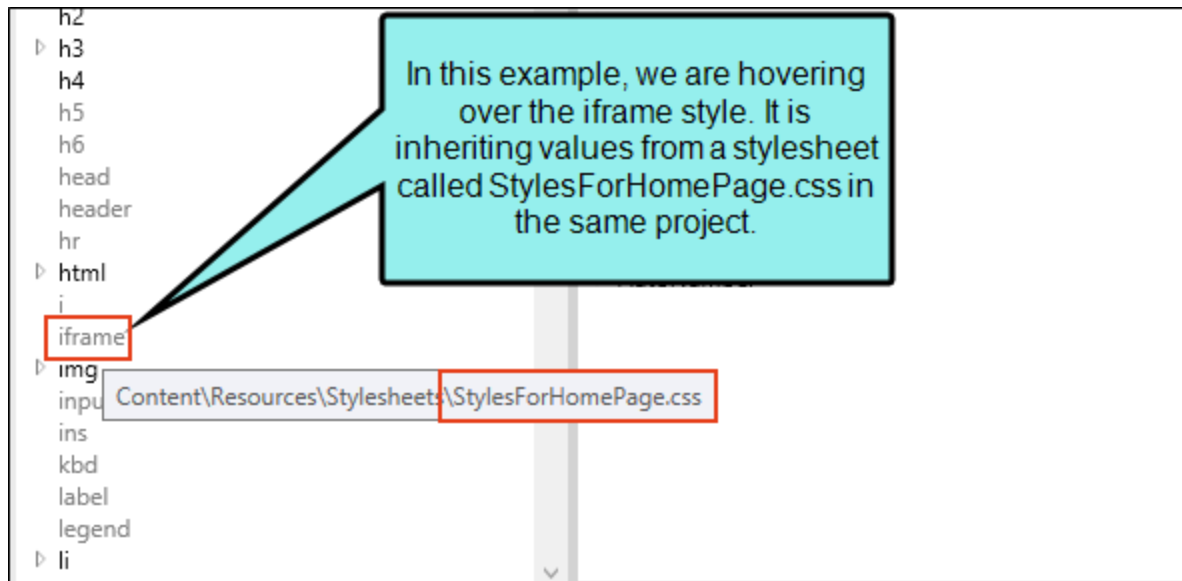 h2
h3
h4
h5
h6
head
header
hr
html
i
iframe
img
inpu
ins
kbd
label
legend
li
In this example, we are hovering
over the iframe style. It is
inheriting values from a stylesheet
called StylesForHomePage.css in
the same project.
Content\Resources\Stylesheets\StylesForHomePage.css